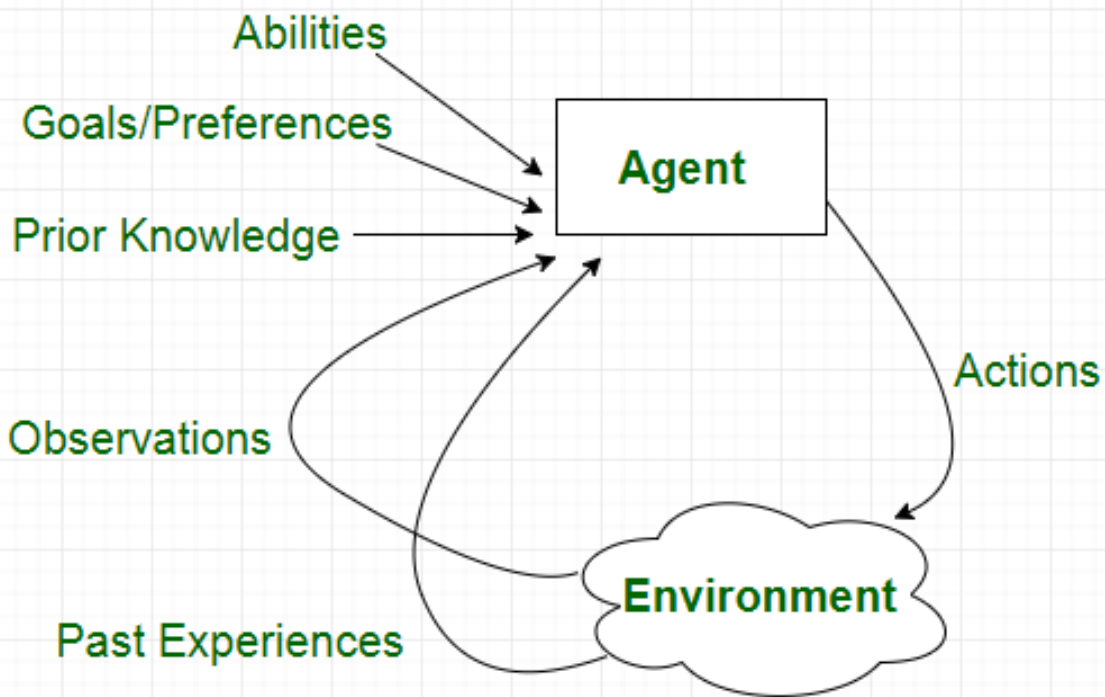 Abilities
Goals/Preferences
Agent
Prior Knowledge
Actions
Observations
Environment
Past Experiences